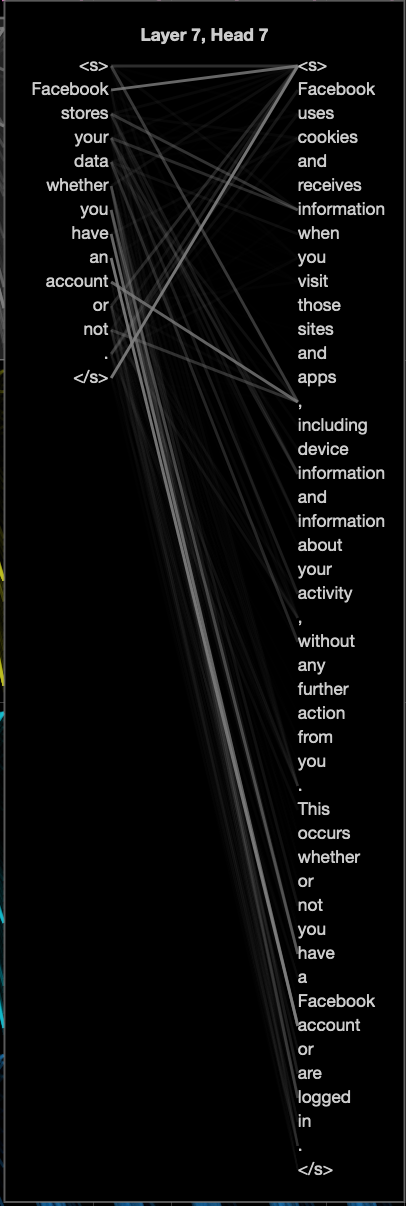 Layer 7, Head 7
<s> <s>
Facebook Facebook
stores uses
your cookies
data and
whether receives
you information
have when
an you
account visit
or those
not sites
. and
</s> apps
,
including
device
information
and
information
about
your
activity
,
without
any
further
action
from
you
.
This
occurs
whether
or
not
you
have
a
Facebook
account
or
are
logged
in
.
</s>